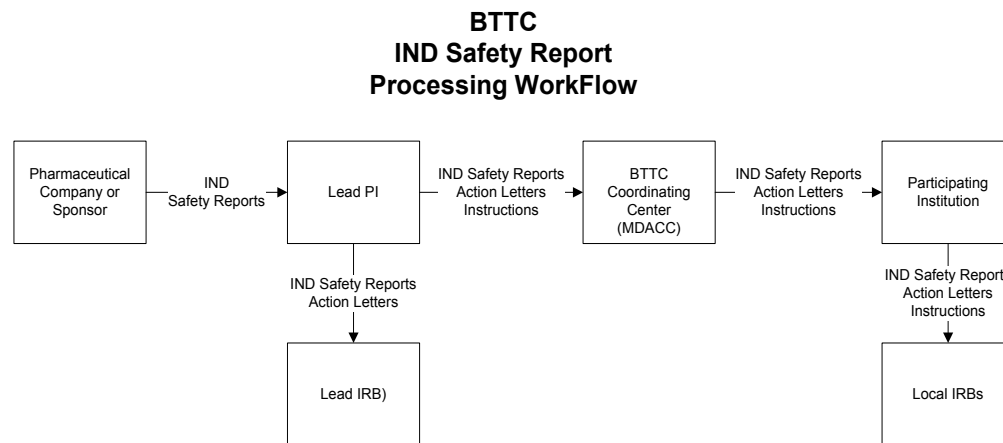 BTTC
IND Safety Report
Processing WorkFlow
Pharmaceutical
Company or
Sponsor
IND
Safety Reports
Lead PI
IND Safety Reports
Action Letters
Instructions
BTTC
Coordinating
Center
(MDACC)
IND Safety Reports
Action Letters
Instructions
Participating
Institution
IND Safety Reports
Action Letters
IND Safety Report
Action Letters
Instructions
Lead IRB)
Local IRBs